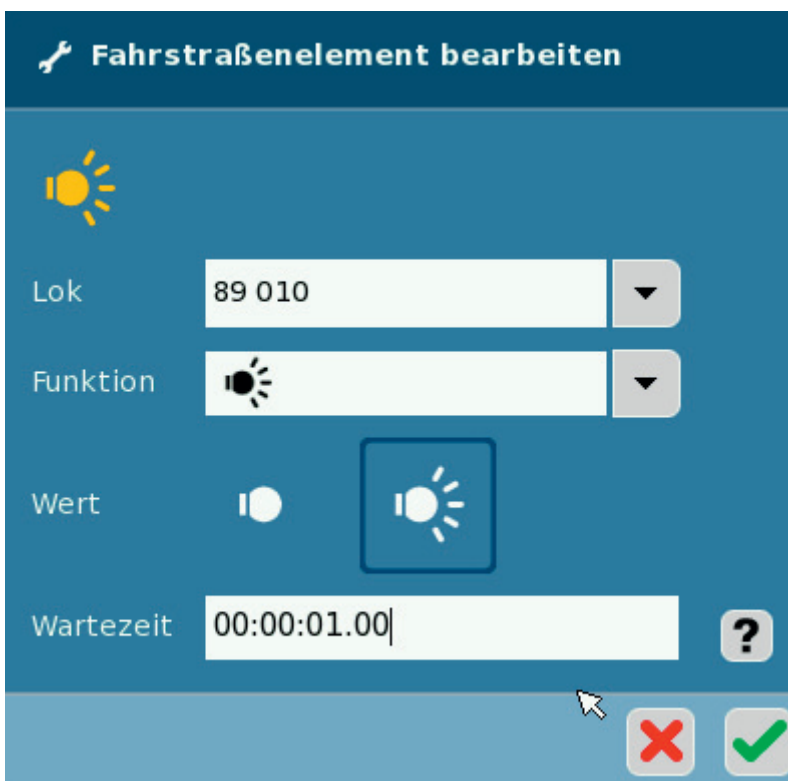 Fahrstraßenelement bearbeiten
Lok 89 010
Funktion
Wert
Wartezeit 00:00:01.00
?